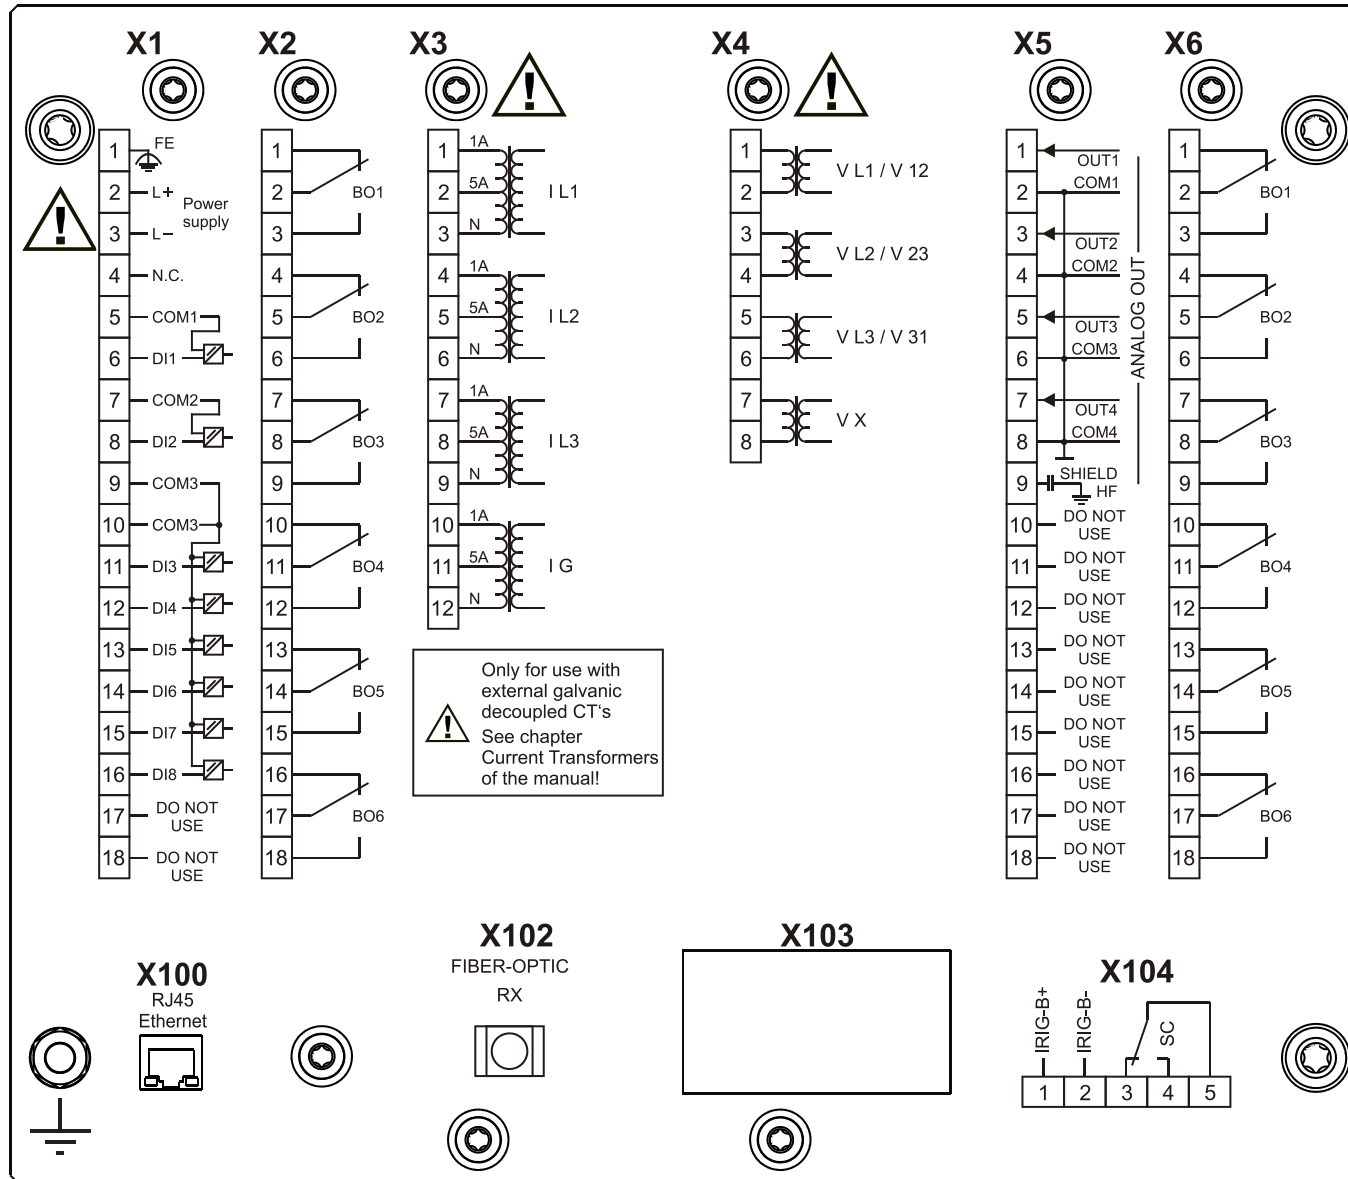 X1
1 FE
2 L+ Power
supply
3 L-
4 N.C.
5 COM1
6 DI1
7 COM2
8 DI2
9 COM3
10 COM3
11 DI3
12 DI4
13 DI5
14 DI6
15 DI7
16 DI8
17 DO NOT
USE
18 DO NOT
USE
X2
1
2 BO1
3
4
5 BO2
6
7
8 BO3
9
10
11 BO4
12
13
14 BO5
15
16
17 BO6
18
X3
!
1 1A
2 5A I L1
3 N
4 1A
5 5A I L2
6 N
7 1A
8 5A I L3
9 N
10 1A
11 5A I G
12 N
!
Only for use with
external galvanic
decoupled CT‘s
See chapter
Current Transformers
of the manual!
X4
!
1
V L1 / V 12
2
3
V L2 / V 23
4
5
V L3 / V 31
6
7
V X
8
X5
1 OUT1
2 COM1
3 OUT2
4 COM2
5 OUT3
6 COM3
7 OUT4
8 COM4
ANALOG OUT
9 SHIELD
HF
10 DO NOT
USE
11 DO NOT
USE
12 DO NOT
USE
13 DO NOT
USE
14 DO NOT
USE
15 DO NOT
USE
16 DO NOT
USE
17 DO NOT
USE
18 DO NOT
USE
X6
1
2 BO1
3
4
5 BO2
6
7
8 BO3
9
10
11 BO4
12
13
14 BO5
15
16
17 BO6
18
!
X100
RJ45
Ethernet
X102
FIBER-OPTIC
RX
X103
X104
IRIG-B+
IRIG-B-
SC
1 2 3 4 5